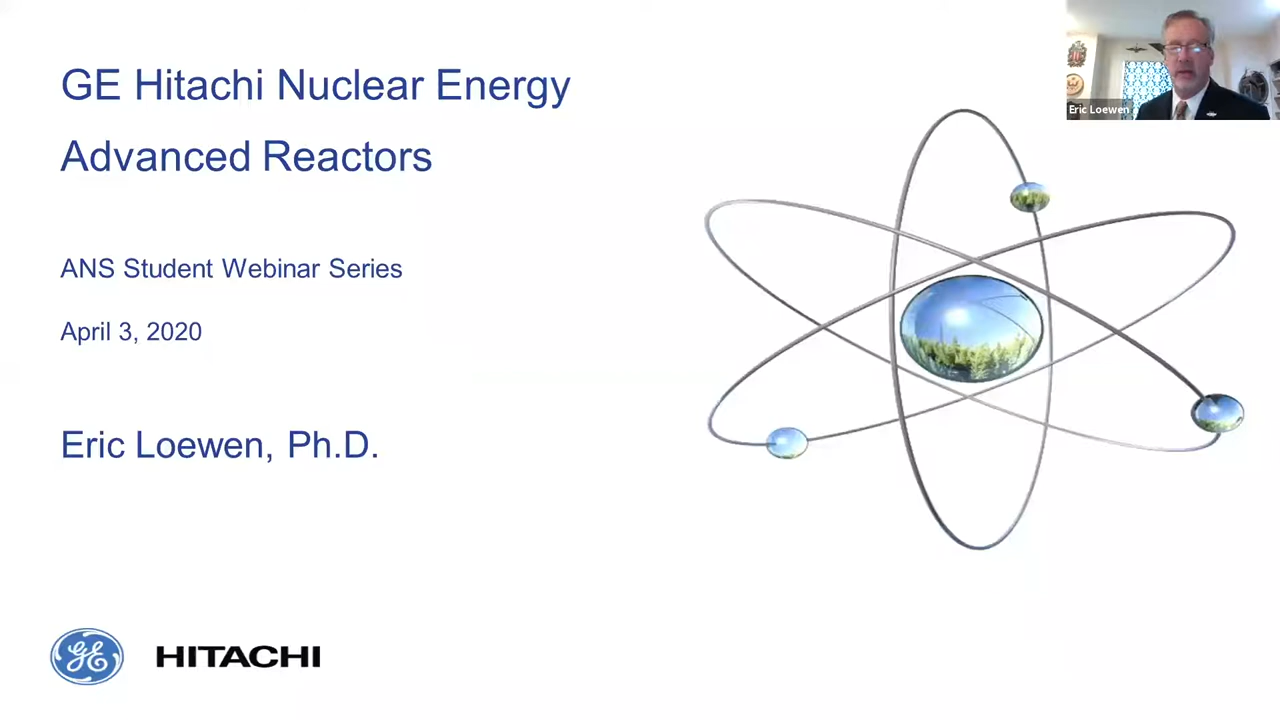 GE Hitachi Nuclear Energy
Advanced Reactors
ANS Student Webinar Series
April 3, 2020
Eric Loewen, Ph.D.
GE HITACHI
Eric Loewen